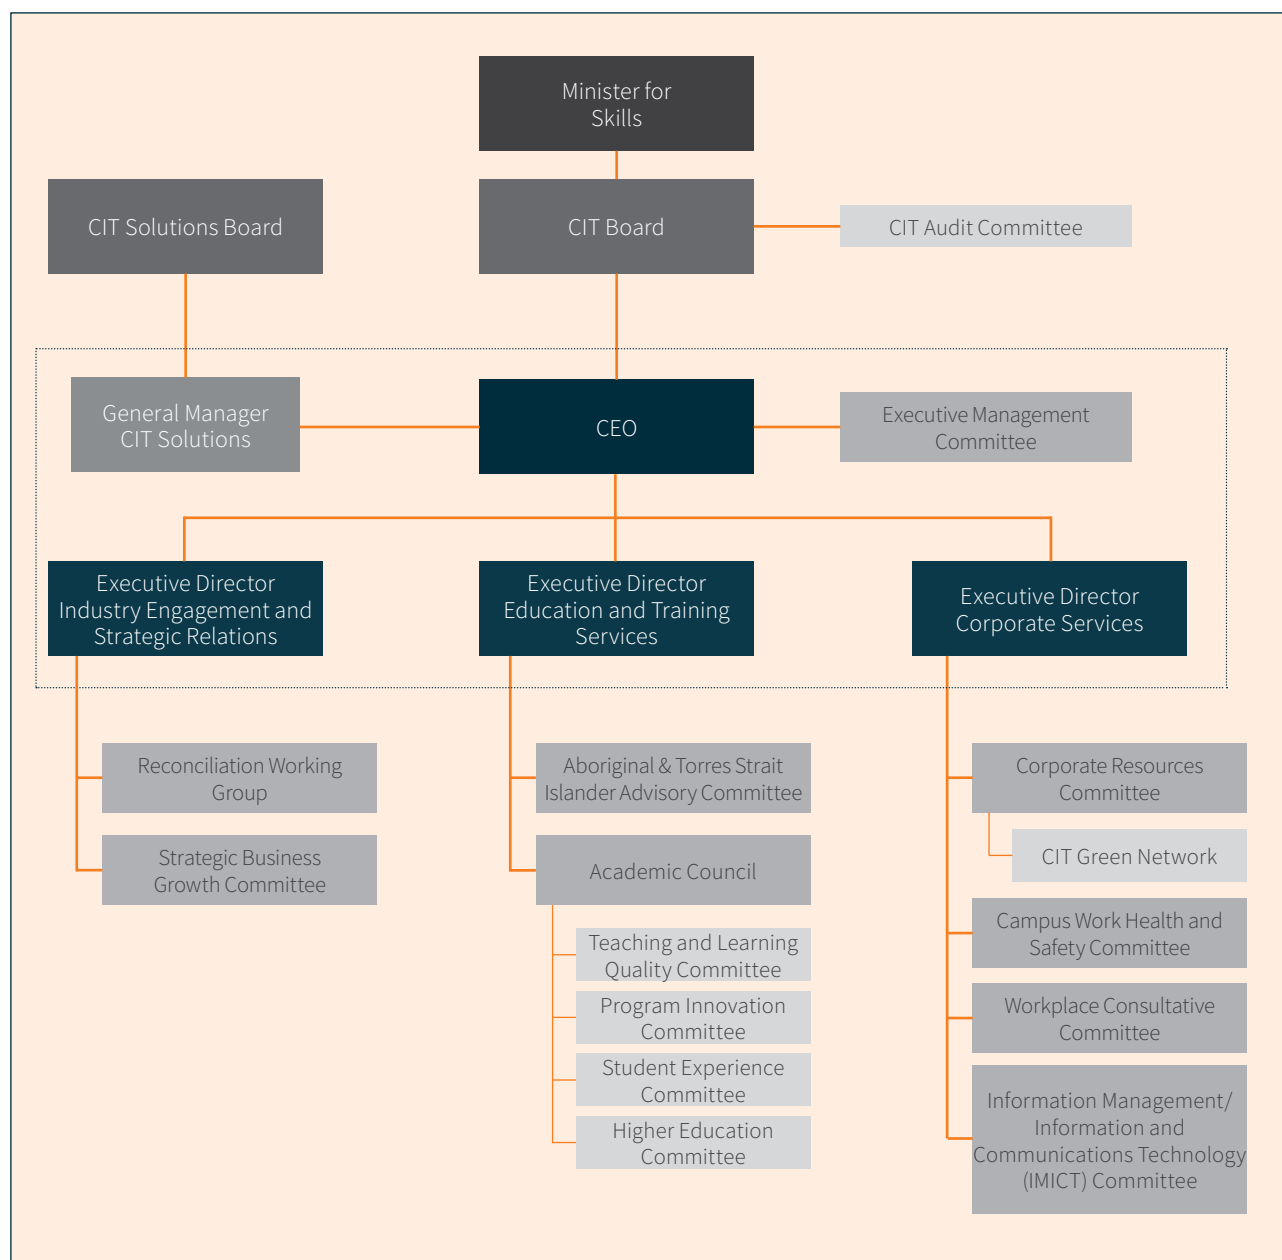 Minister for
Skills
CIT Solutions Board
CIT Board
CIT Audit Committee
General Manager
CIT Solutions
CEO
Executive Management
Committee
Executive Director
Industry Engagement and
Strategic Relations
Executive Director
Education and Training
Services
Executive Director
Corporate Services
Reconciliation Working
Group
Strategic Business
Growth Committee
Aboriginal & Torres Strait
Islander Advisory Committee
Academic Council
Teaching and Learning
Quality Committee
Program Innovation
Committee
Student Experience
Committee
Higher Education
Committee
Corporate Resources
Committee
CIT Green Network
Campus Work Health and
Safety Committee
Workplace Consultative
Committee
Information Management/
Information and
Communications Technology
(IMICT) Committee